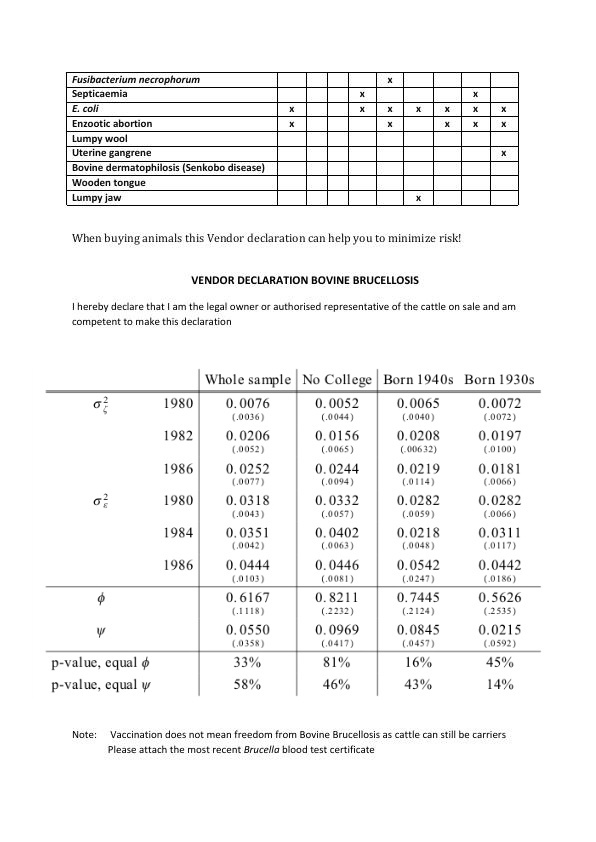 Fusibacterium necrophorum x
Septicaemia x x
E. coli x x x x x x x
Enzootic abortion x x x x x
Lumpy wool
Uterine gangrene x
Bovine dermatophilosis (Senkobo disease)
Wooden tongue
Lumpy jaw x
When buying animals this Vendor declaration can help you to minimize risk!
VENDOR DECLARATION BOVINE BRUCELLOSIS
I hereby declare that I am the legal owner or authorised representative of the cattle on sale and am
competent to make this declaration
Whole sample No College Born 1940s Born 1930s
σ²ζ 1980 0.0076 0.0052 0.0065 0.0072
(.0036) (.0044) (.0040) (.0072)
1982 0.0206 0.0156 0.0208 0.0197
(.0052) (.0065) (.00632) (.0100)
1986 0.0252 0.0244 0.0219 0.0181
(.0077) (.0094) (.0114) (.0066)
σ²ε 1980 0.0318 0.0332 0.0282 0.0282
(.0043) (.0057) (.0059) (.0066)
1984 0.0351 0.0402 0.0218 0.0311
(.0042) (.0063) (.0048) (.0117)
1986 0.0444 0.0446 0.0542 0.0442
(.0103) (.0081) (.0247) (.0186)
ϕ 0.6167 0.8211 0.7445 0.5626
(.1118) (.2232) (.2124) (.2535)
ψ 0.0550 0.0969 0.0845 0.0215
(.0358) (.0417) (.0457) (.0592)
p-value, equal ϕ 33% 81% 16% 45%
p-value, equal ψ 58% 46% 43% 14%
Note: Vaccination does not mean freedom from Bovine Brucellosis as cattle can still be carriers
Please attach the most recent Brucella blood test certificate